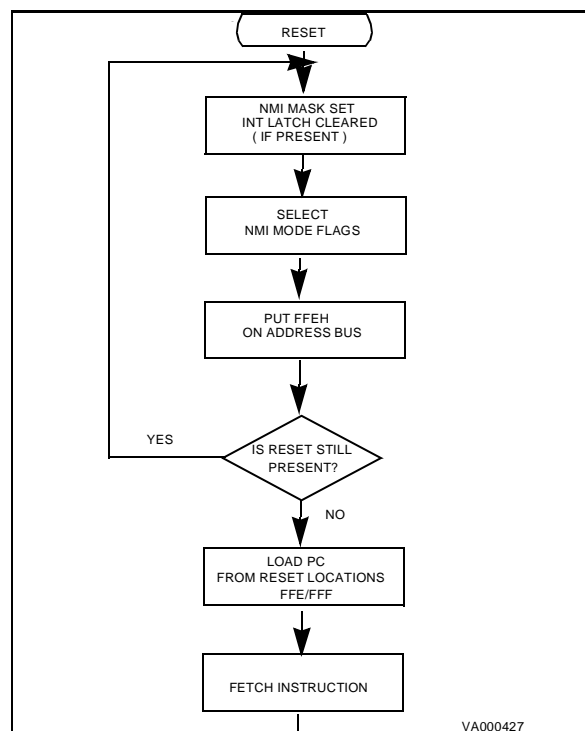 RESET
NMI MASK SET
INT LATCH CLEARED
( IF PRESENT )
SELECT
NMI MODE FLAGS
PUT FFEH
ON ADDRESS BUS
YES
IS RESET STILL
PRESENT?
NO
LOAD PC
FROM RESET LOCATIONS
FFE/FFF
FETCH INSTRUCTION
VA000427